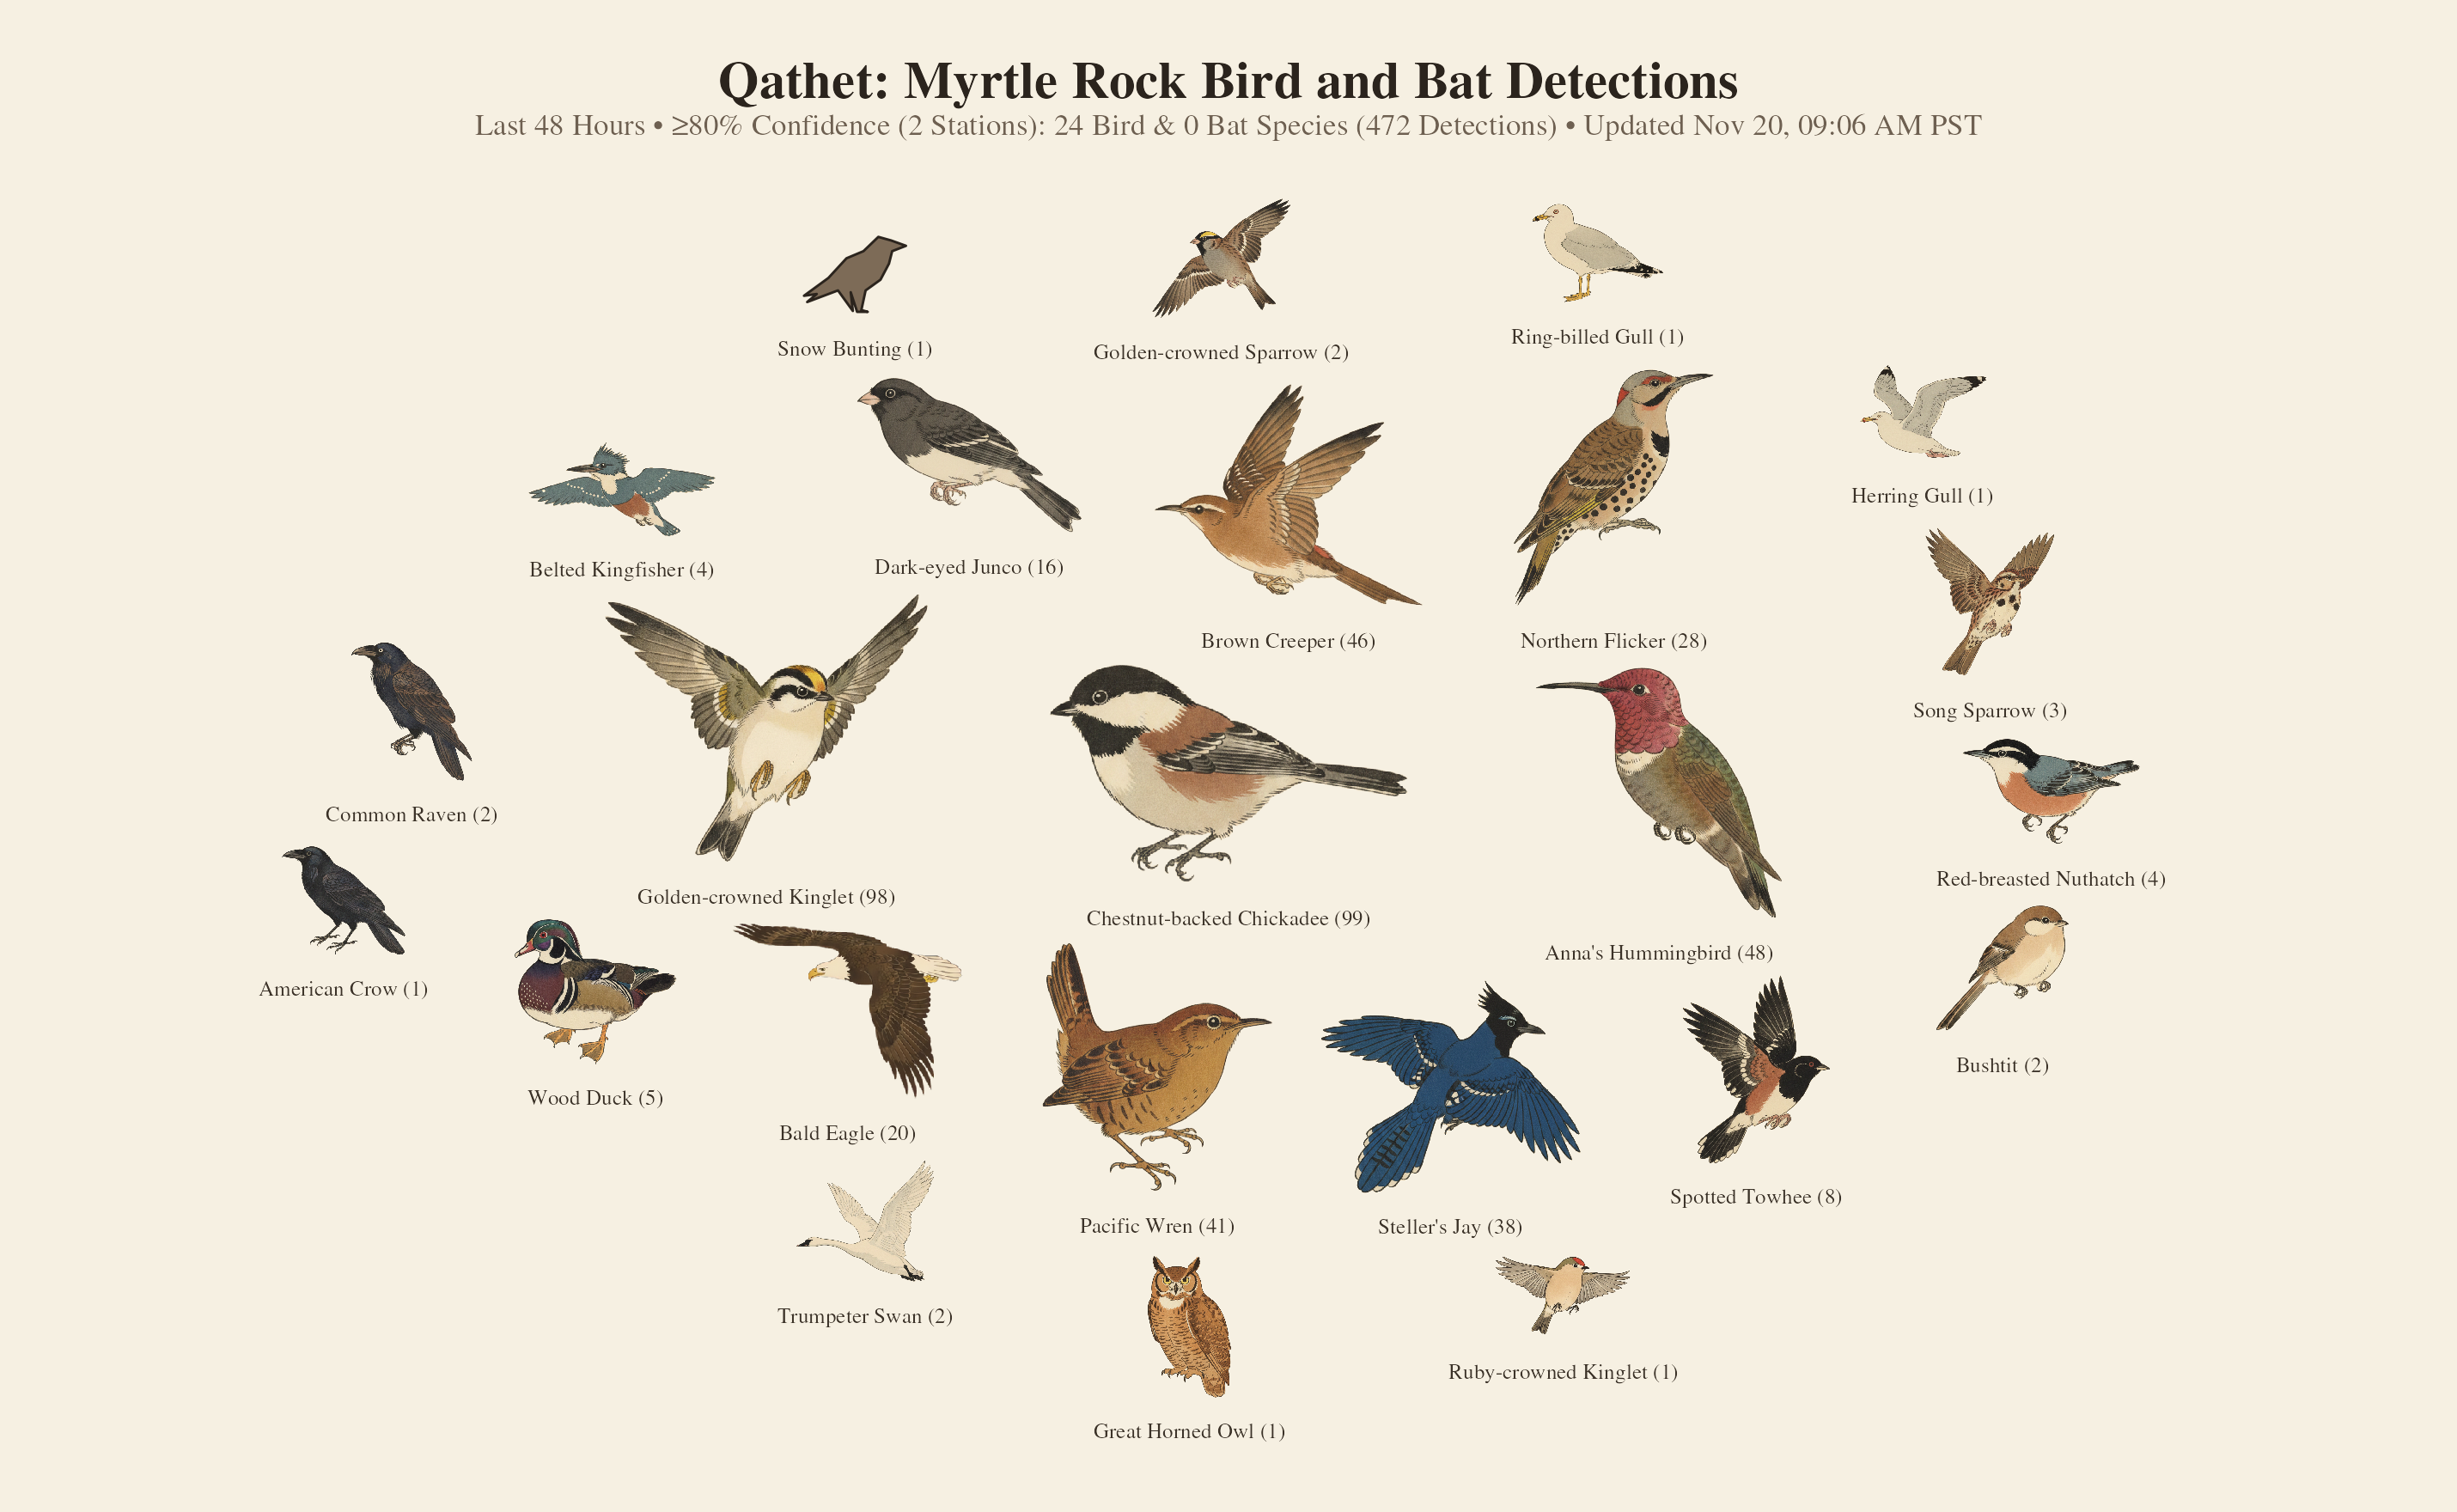 Qathet: Myrtle Rock Bird and Bat Detections
Last 48 Hours • ≥80% Confidence (2 Stations): 24 Bird & 0 Bat Species (472 Detections) • Updated Nov 20, 09:06 AM PST
Snow Bunting (1)
Golden-crowned Sparrow (2)
Ring-billed Gull (1)
Herring Gull (1)
Belted Kingfisher (4)
Dark-eyed Junco (16)
Brown Creeper (46)
Northern Flicker (28)
Song Sparrow (3)
Common Raven (2)
Golden-crowned Kinglet (98)
Chestnut-backed Chickadee (99)
Anna's Hummingbird (48)
Red-breasted Nuthatch (4)
American Crow (1)
Wood Duck (5)
Bald Eagle (20)
Pacific Wren (41)
Steller's Jay (38)
Spotted Towhee (8)
Bushtit (2)
Trumpeter Swan (2)
Great Horned Owl (1)
Ruby-crowned Kinglet (1)